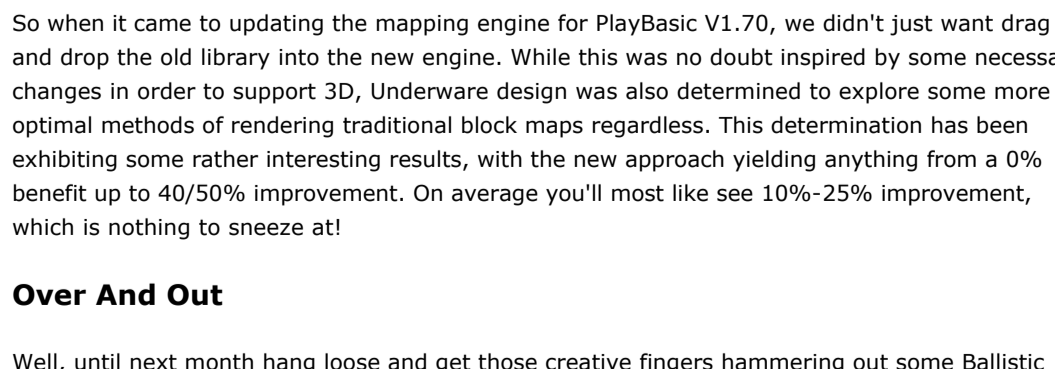 So when it came to updating the mapping engine for PlayBasic V1.70, we didn't just want drag
and drop the old library into the new engine. While this was no doubt inspired by some
changes in order to support 3D, Underware design was also determined to explore some more
optimal methods of rendering traditional block maps regardless. This determination has been
exhibiting some rather interesting results, with the new approach yielding anything from a 0%
benefit up to 40/50% improvement. On average you'll most like see 10%-25% improvement,
which is nothing to sneeze at!
Over And Out
Well, until next month hang loose and get those creative fingers hammering out some Ballistic